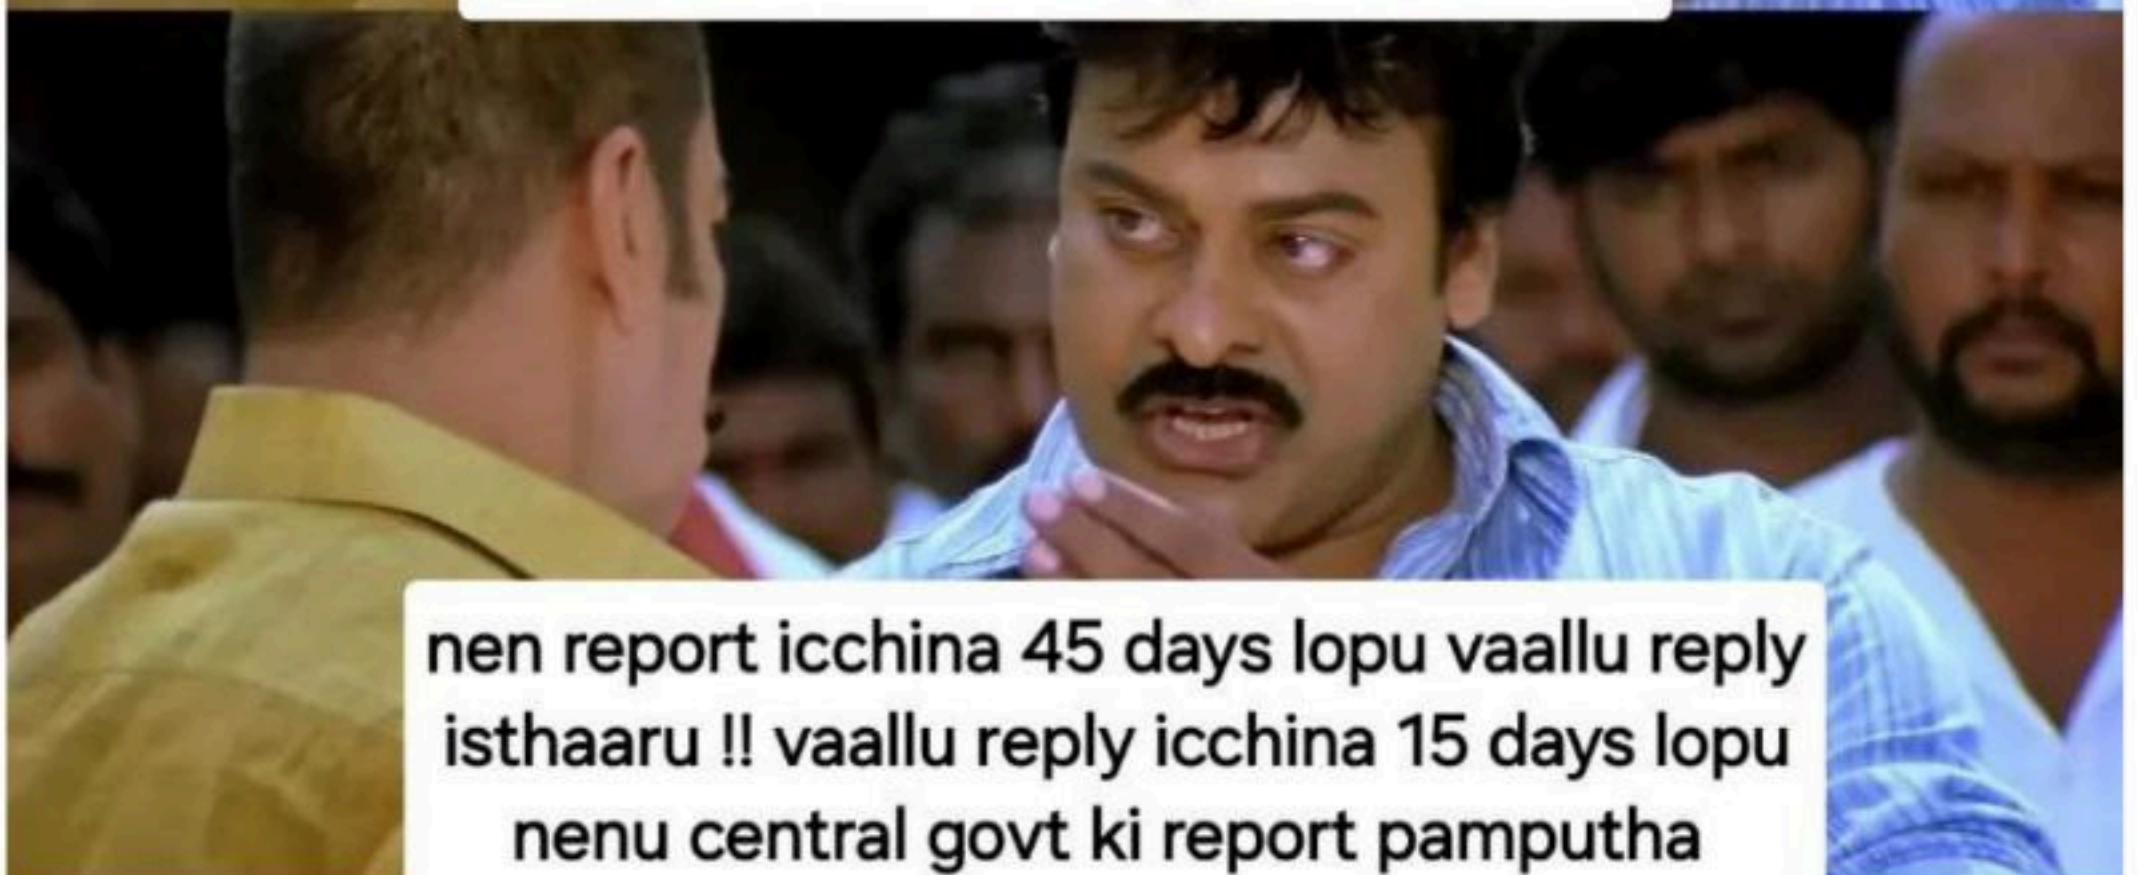 nen report icchina 45 days lopu vaallu reply
isthaaru !! vaallu reply icchina 15 days lopu
nenu central govt ki report pamputha